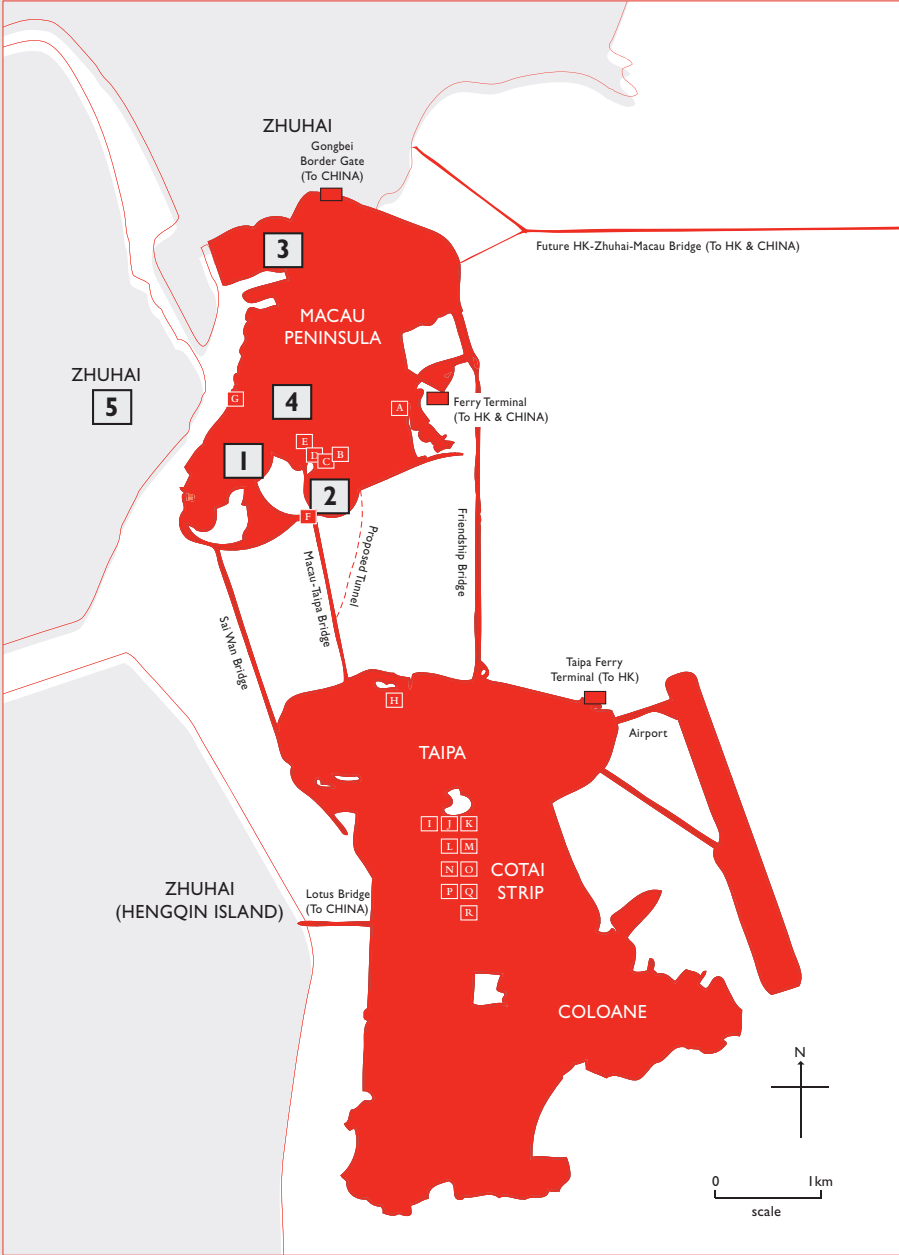 ZHUHAI
Gongbei
Border Gate
(To CHINA)
3
Future HK-Zhuhai-Macau Bridge (To HK & CHINA)
MACAU
PENINSULA
ZHUHAI
5
G
4
A
Ferry Terminal
(To HK & CHINA)
E
D
C
B
1
2
F
Proposed Tunnel
Friendship Bridge
Macau-Taipa Bridge
Sai Wan Bridge
Taipa Ferry
Terminal (To HK)
H
Airport
TAIPA
I
J
K
L
M
N
O
P
Q
R
COTAI
STRIP
ZHUHAI
(HENGQIN ISLAND)
Lotus Bridge
(To CHINA)
COLOANE
N
0
1km
scale